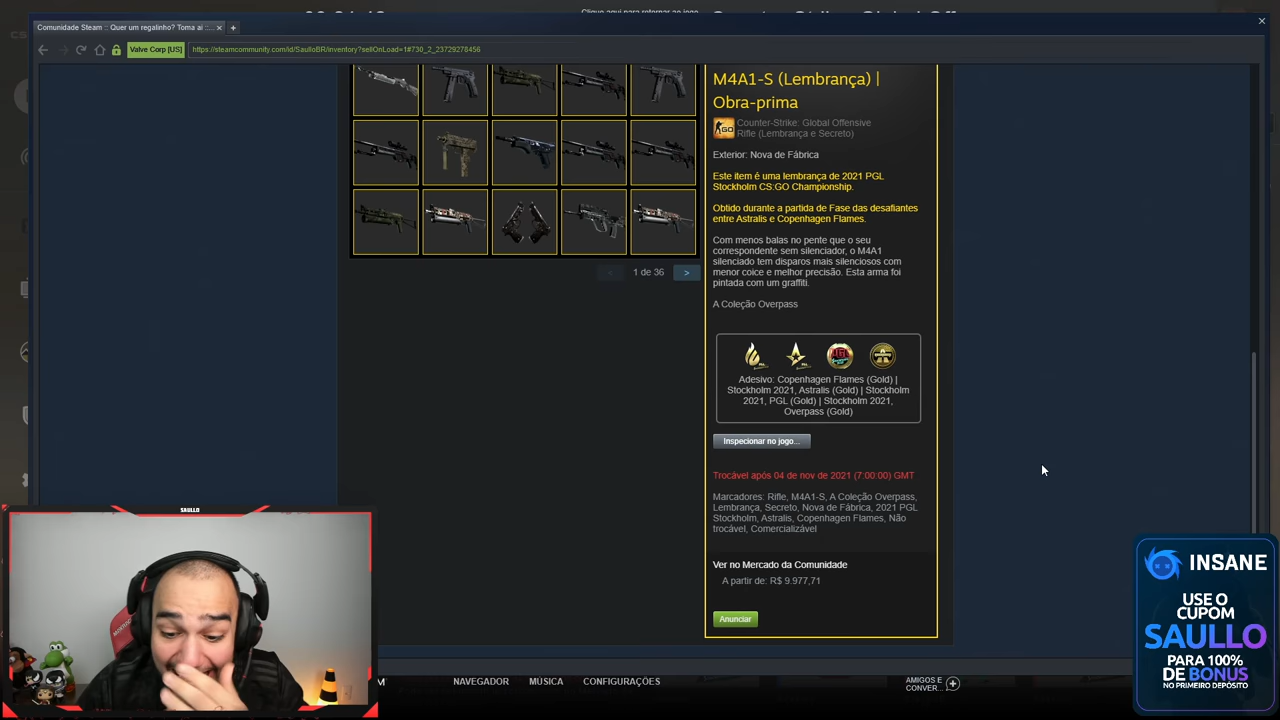 Clique aqui para retornar ao jogo
Comunidade Steam :: Quer um regalinho? Toma ai ::...
Valve Corp [US]
https://steamcommunity.com/id/SaulloBR/inventory?sellOnLoad=1#730_2_23729278456
M4A1-S (Lembrança) |
Obra-prima
Counter-Strike: Global Offensive
Rifle (Lembrança e Secreto)
Exterior: Nova de Fábrica
Este item é uma lembrança de 2021 PGL
Stockholm CS:GO Championship.
Obtido durante a partida de Fase das desafiantes
entre Astralis e Copenhagen Flames.
Com menos balas no pente que o seu
correspondente sem silenciador, o M4A1
silenciado tem disparos mais silenciosos com
menor coice e melhor precisão. Esta arma foi
pintada com um graffiti.
A Coleção Overpass
Adesivo: Copenhagen Flames (Gold) |
Stockholm 2021, Astralis (Gold) | Stockholm
2021, PGL (Gold) | Stockholm 2021,
Overpass (Gold)
Inspecionar no jogo...
Trocável após 04 de nov de 2021 (7:00:00) GMT
Marcadores: Rifle, M4A1-S, A Coleção Overpass,
Lembrança, Secreto, Nova de Fábrica, 2021 PGL
Stockholm, Astralis, Copenhagen Flames, Não
trocável, Comercializável
Ver no Mercado da Comunidade
A partir de: R$ 9.977,71
Anunciar
< 1 de 36 >
SAULLO
NAVEGADOR MÚSICA CONFIGURAÇÕES
AMIGOS E
CONVER...
INSANE
USE O
CUPOM
SAULLO
PARA 100%
DE BONUS
NO PRIMEIRO DEPÓSITO